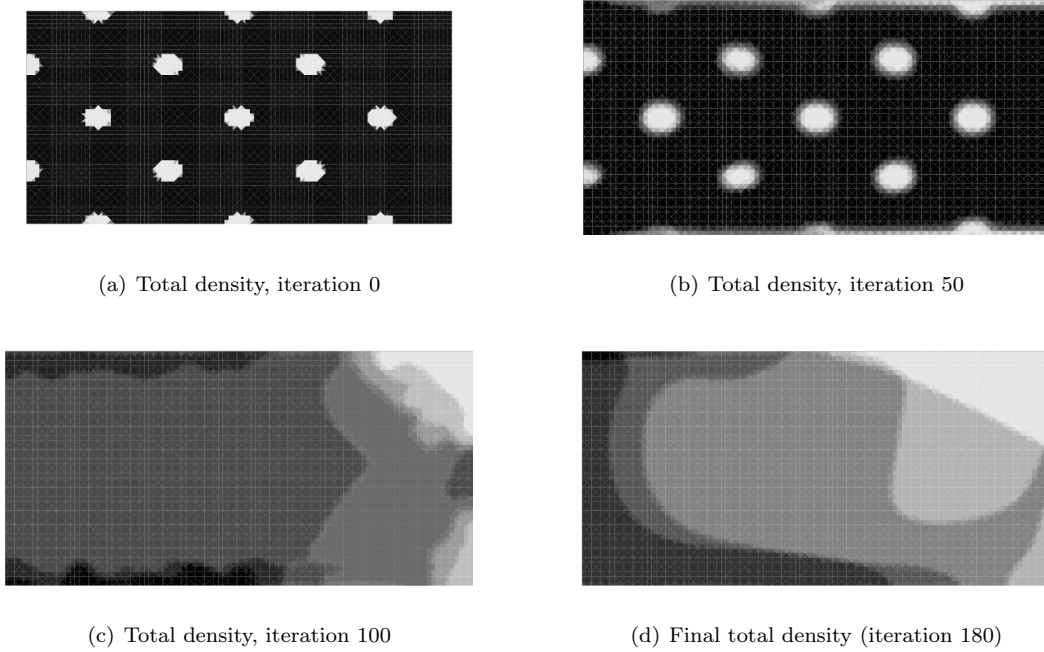 (a) Total density, iteration 0
(b) Total density, iteration 50
(c) Total density, iteration 100
(d) Final total density (iteration 180)